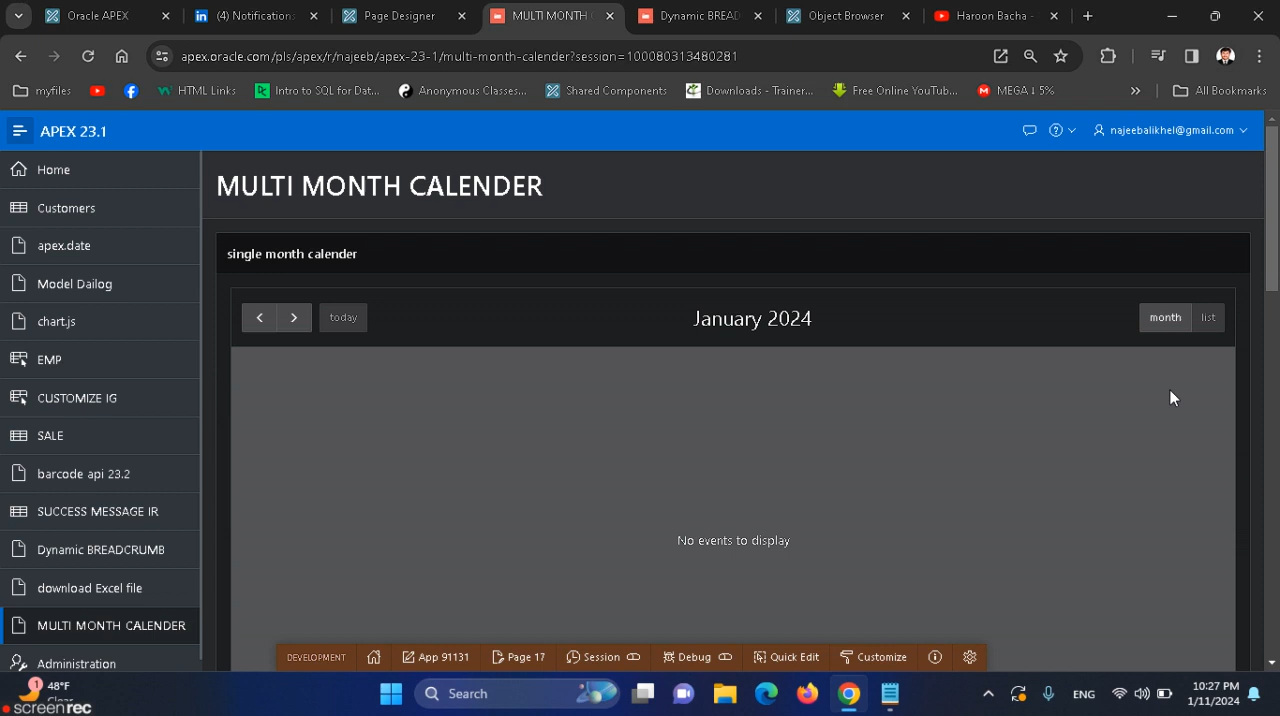 Oracle APEX
(4) Notifications
Page Designer
MULTI MONTH C
Dynamic BREAD
Object Browser
Haroon Bacha -
apex.oracle.com/pls/apex/r/najeeb/apex-23-1/multi-month-calender?session=100080313480281
myfiles
HTML Links
Intro to SQL for Dat...
Anonymous Classes...
Shared Components
Downloads - Trainer...
Free Online YouTub...
MEGA ⇂5%
All Bookmarks
APEX 23.1
najeebalikhel@gmail.com
Home
Customers
apex.date
Model Dailog
chart.js
EMP
CUSTOMIZE IG
SALE
barcode api 23.2
SUCCESS MESSAGE IR
Dynamic BREADCRUMB
download Excel file
MULTI MONTH CALENDER
Administration
MULTI MONTH CALENDER
single month calender
today
January 2024
month
list
No events to display
DEVELOPMENT
App 91131
Page 17
Session
Debug
Quick Edit
Customize
1
48°F
Clear
screenrec
Search
ENG
10:27 PM
1/11/2024